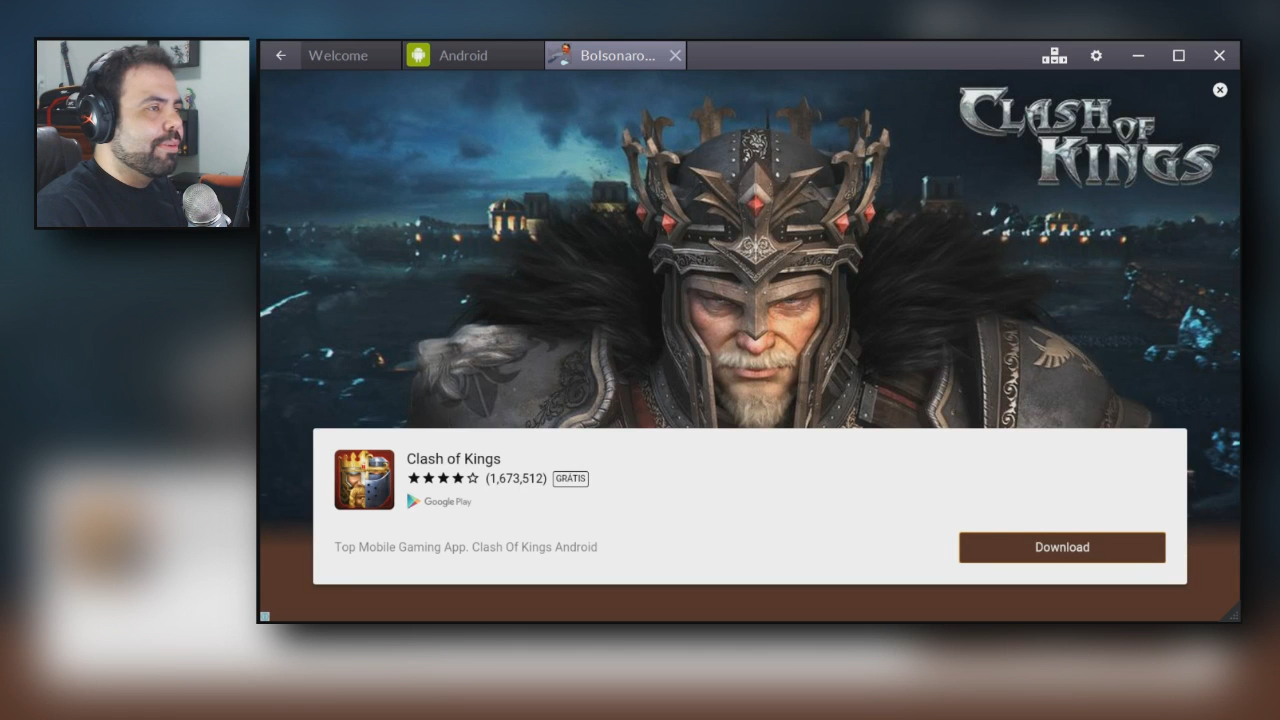 Welcome
Android
Bolsonaro...
CLASH OF KINGS
Clash of Kings
(1,673,512) GRÁTIS
Google Play
Top Mobile Gaming App. Clash Of Kings Android
Download